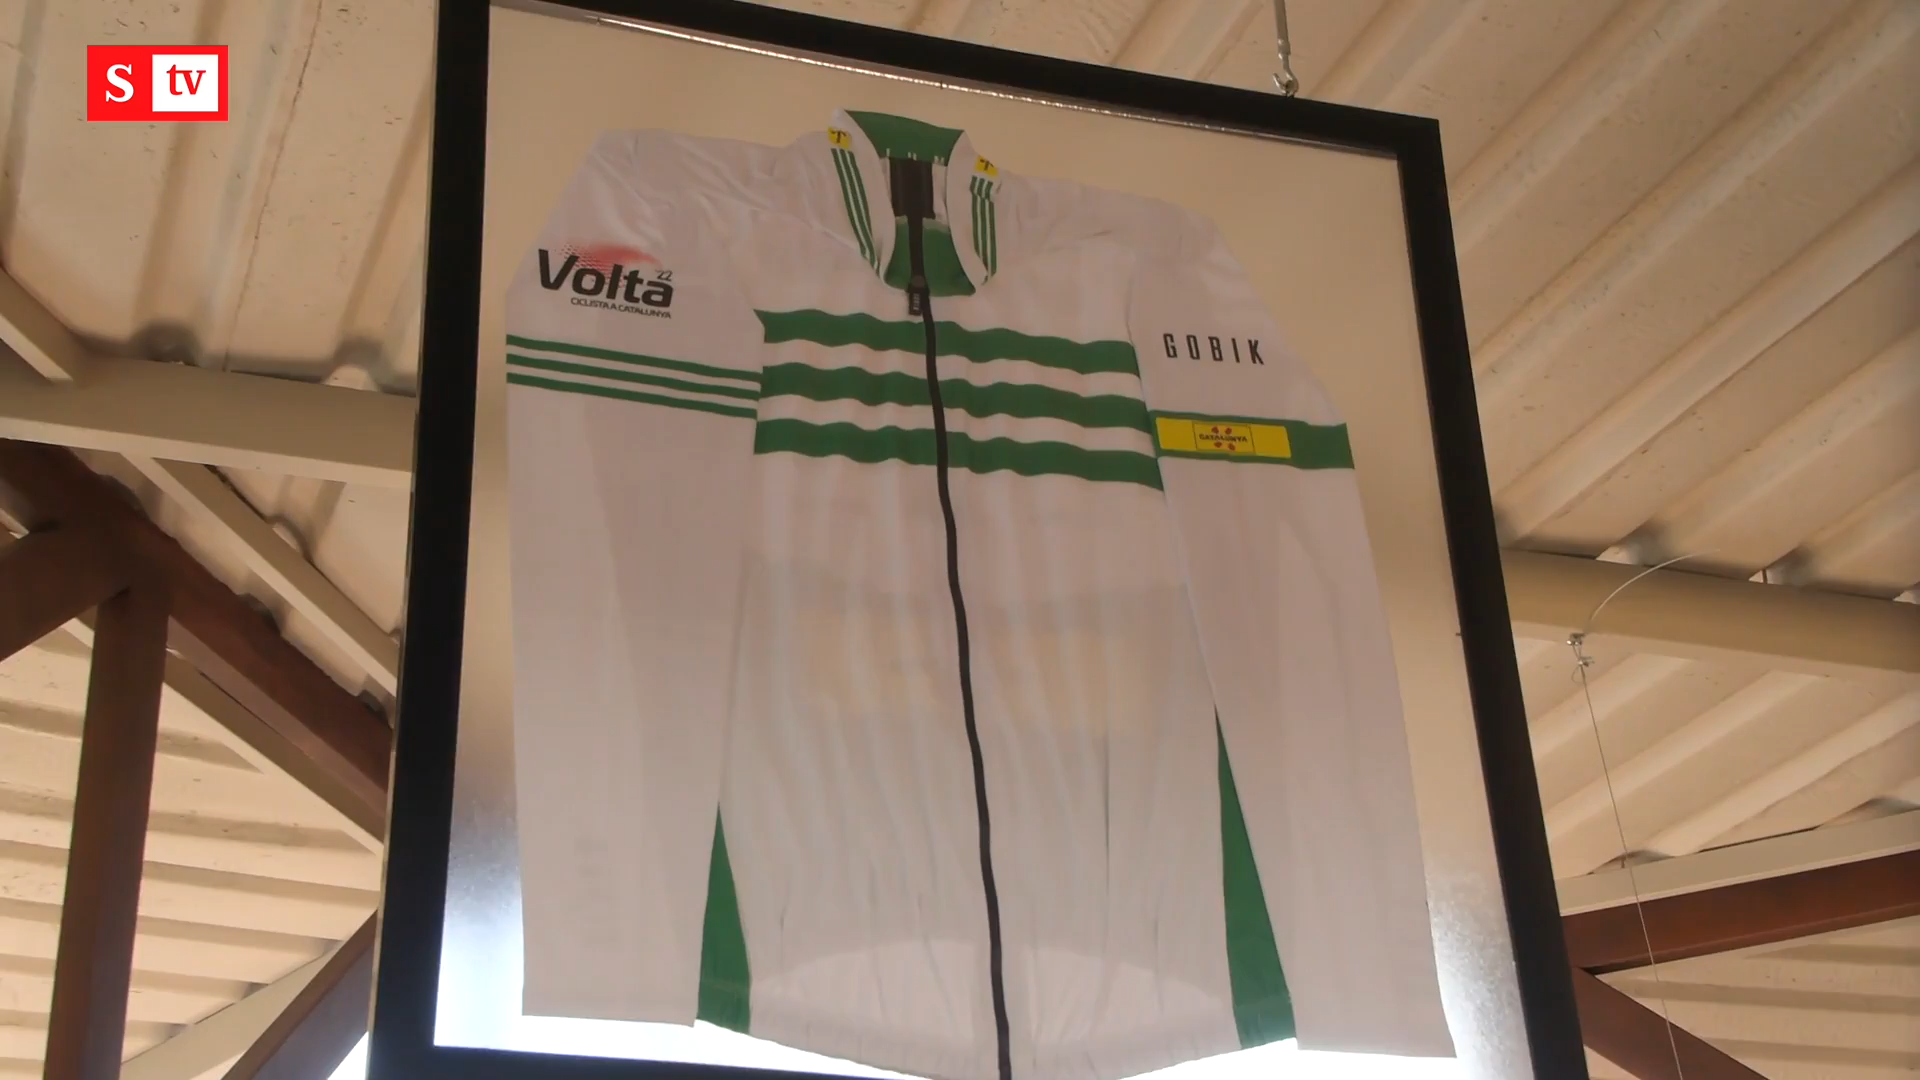 S tv
Volta
22
CICLISTA A CATALUNYA
GOBIK
CATALUNYA